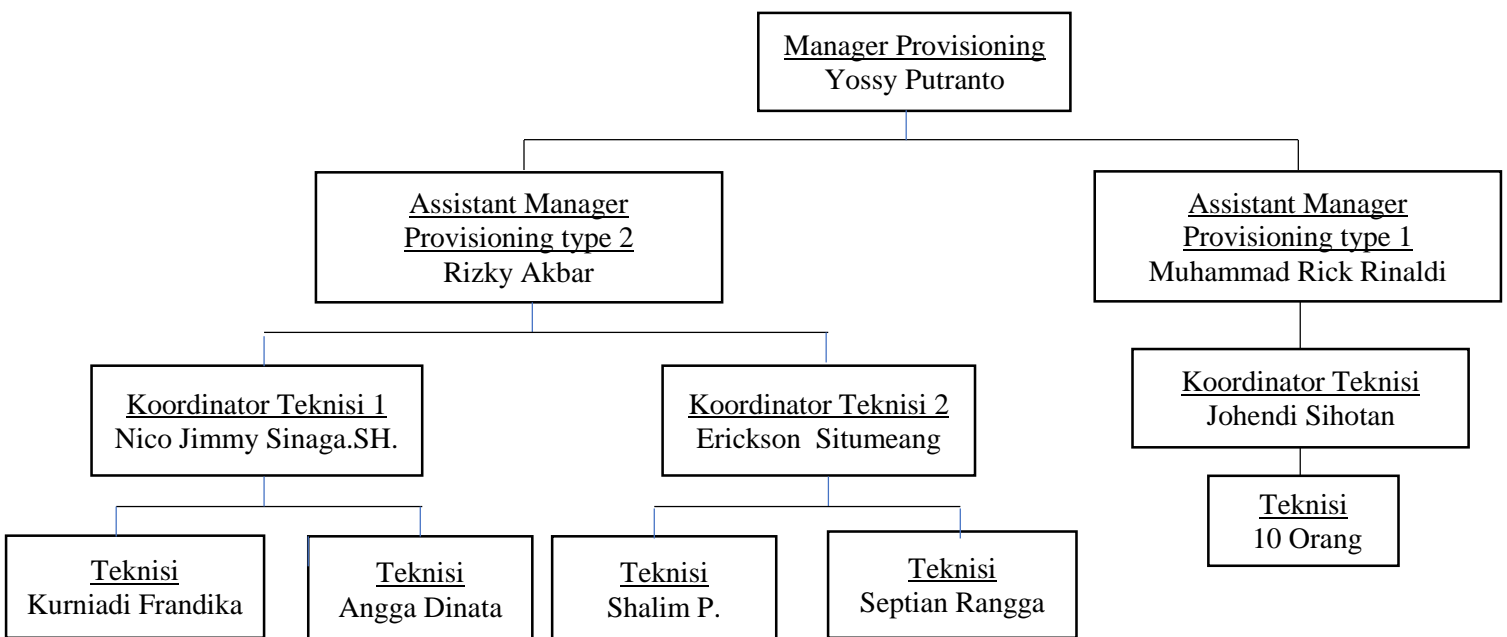 Manager Provisioning
Yossy Putranto
Assistant Manager
Provisioning type 2
Rizky Akbar
Assistant Manager
Provisioning type 1
Muhammad Rick Rinaldi
Koordinator Teknisi 1
Nico Jimmy Sinaga.SH.
Koordinator Teknisi 2
Erickson  Situmeang
Koordinator Teknisi
Johendi Sihotan
Teknisi
10 Orang
Teknisi
Kurniadi Frandika
Teknisi
Angga Dinata
Teknisi
Shalim P.
Teknisi
Septian Rangga